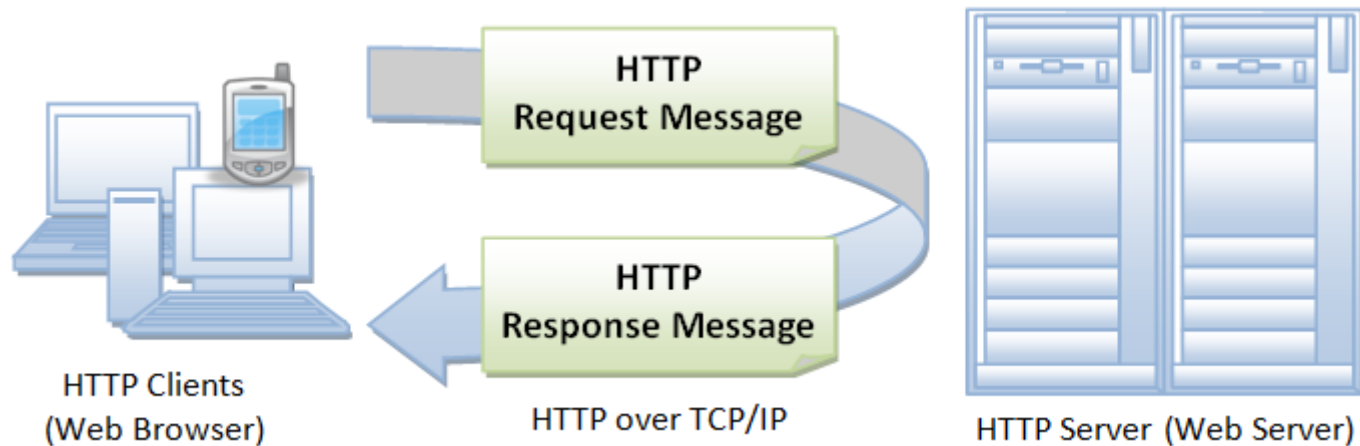 HTTP
Request Message
HTTP
Response Message
HTTP Clients
(Web Browser)
HTTP over TCP/IP
HTTP Server (Web Server)